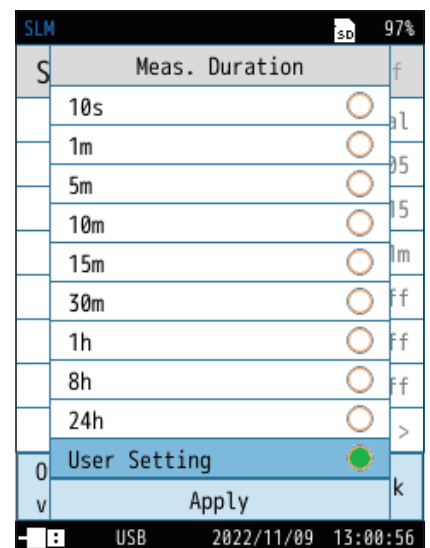 SLM SD 97%
Meas. Duration
10s
1m
5m
10m
15m
30m
1h
8h
24h
>
User Setting
Apply
USB 2022/11/09 13:00:56